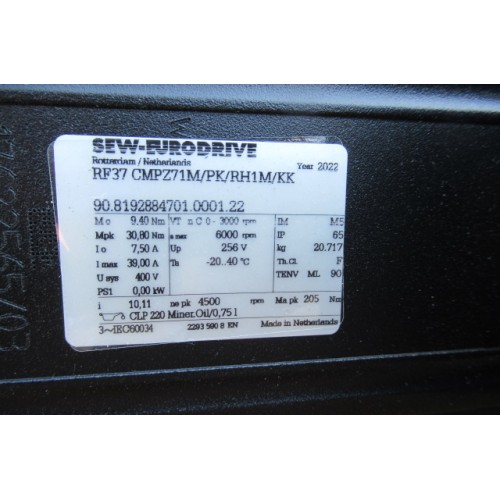 SEW-EURODRIVE
Rotterdam / Netherlands Year 2022
RF37 CMPZ71M/PK/RH1M/KK
90.8192884701.0001.22
M o 9.40 Nm VT n C 0 - 3000 rpm IM M5
Mpk 30,80 Nm n max 6000 rpm IP 65
I o 7,50 A Up 256 V kg 20.717
I max 39,00 A Ta -20..40 °C Th.Cl. F
U sys 400 V TENV ML 90
PS1 0,00 kW
i 10,11 ne pk 4500 rpm Ma pk 205 Nm
CLP 220 Miner.Oil/0,75 l
3~IEC60034 2293 590 8 EN Made in Netherlands